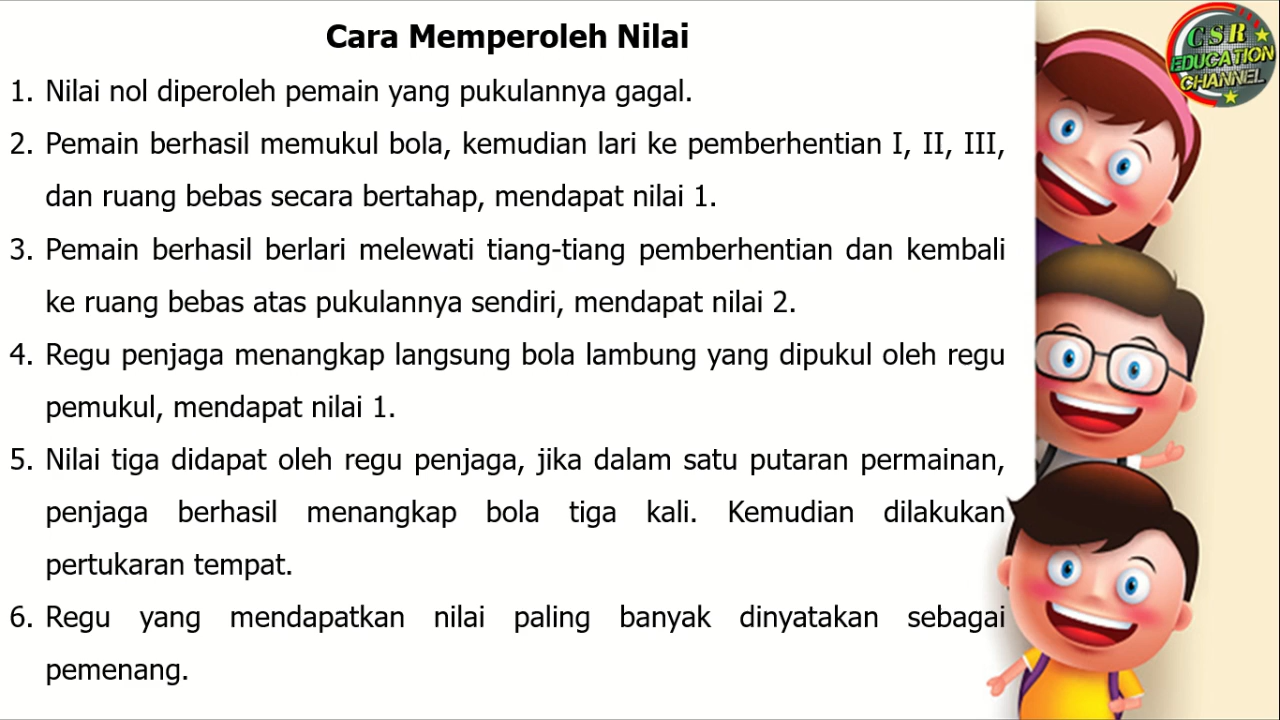 Cara Memperoleh Nilai
CSR
EDUCATION
CHANNEL
1. Nilai nol diperoleh pemain yang pukulannya gagal.
2. Pemain berhasil memukul bola, kemudian lari ke pemberhentian I, II, III,
dan ruang bebas secara bertahap, mendapat nilai 1.
3. Pemain berhasil berlari melewati tiang-tiang pemberhentian dan kembali
ke ruang bebas atas pukulannya sendiri, mendapat nilai 2.
4. Regu penjaga menangkap langsung bola lambung yang dipukul oleh regu
pemukul, mendapat nilai 1.
5. Nilai tiga didapat oleh regu penjaga, jika dalam satu putaran permainan,
penjaga berhasil menangkap bola tiga kali. Kemudian dilakukan
pertukaran tempat.
6. Regu yang mendapatkan nilai paling banyak dinyatakan sebagai
pemenang.